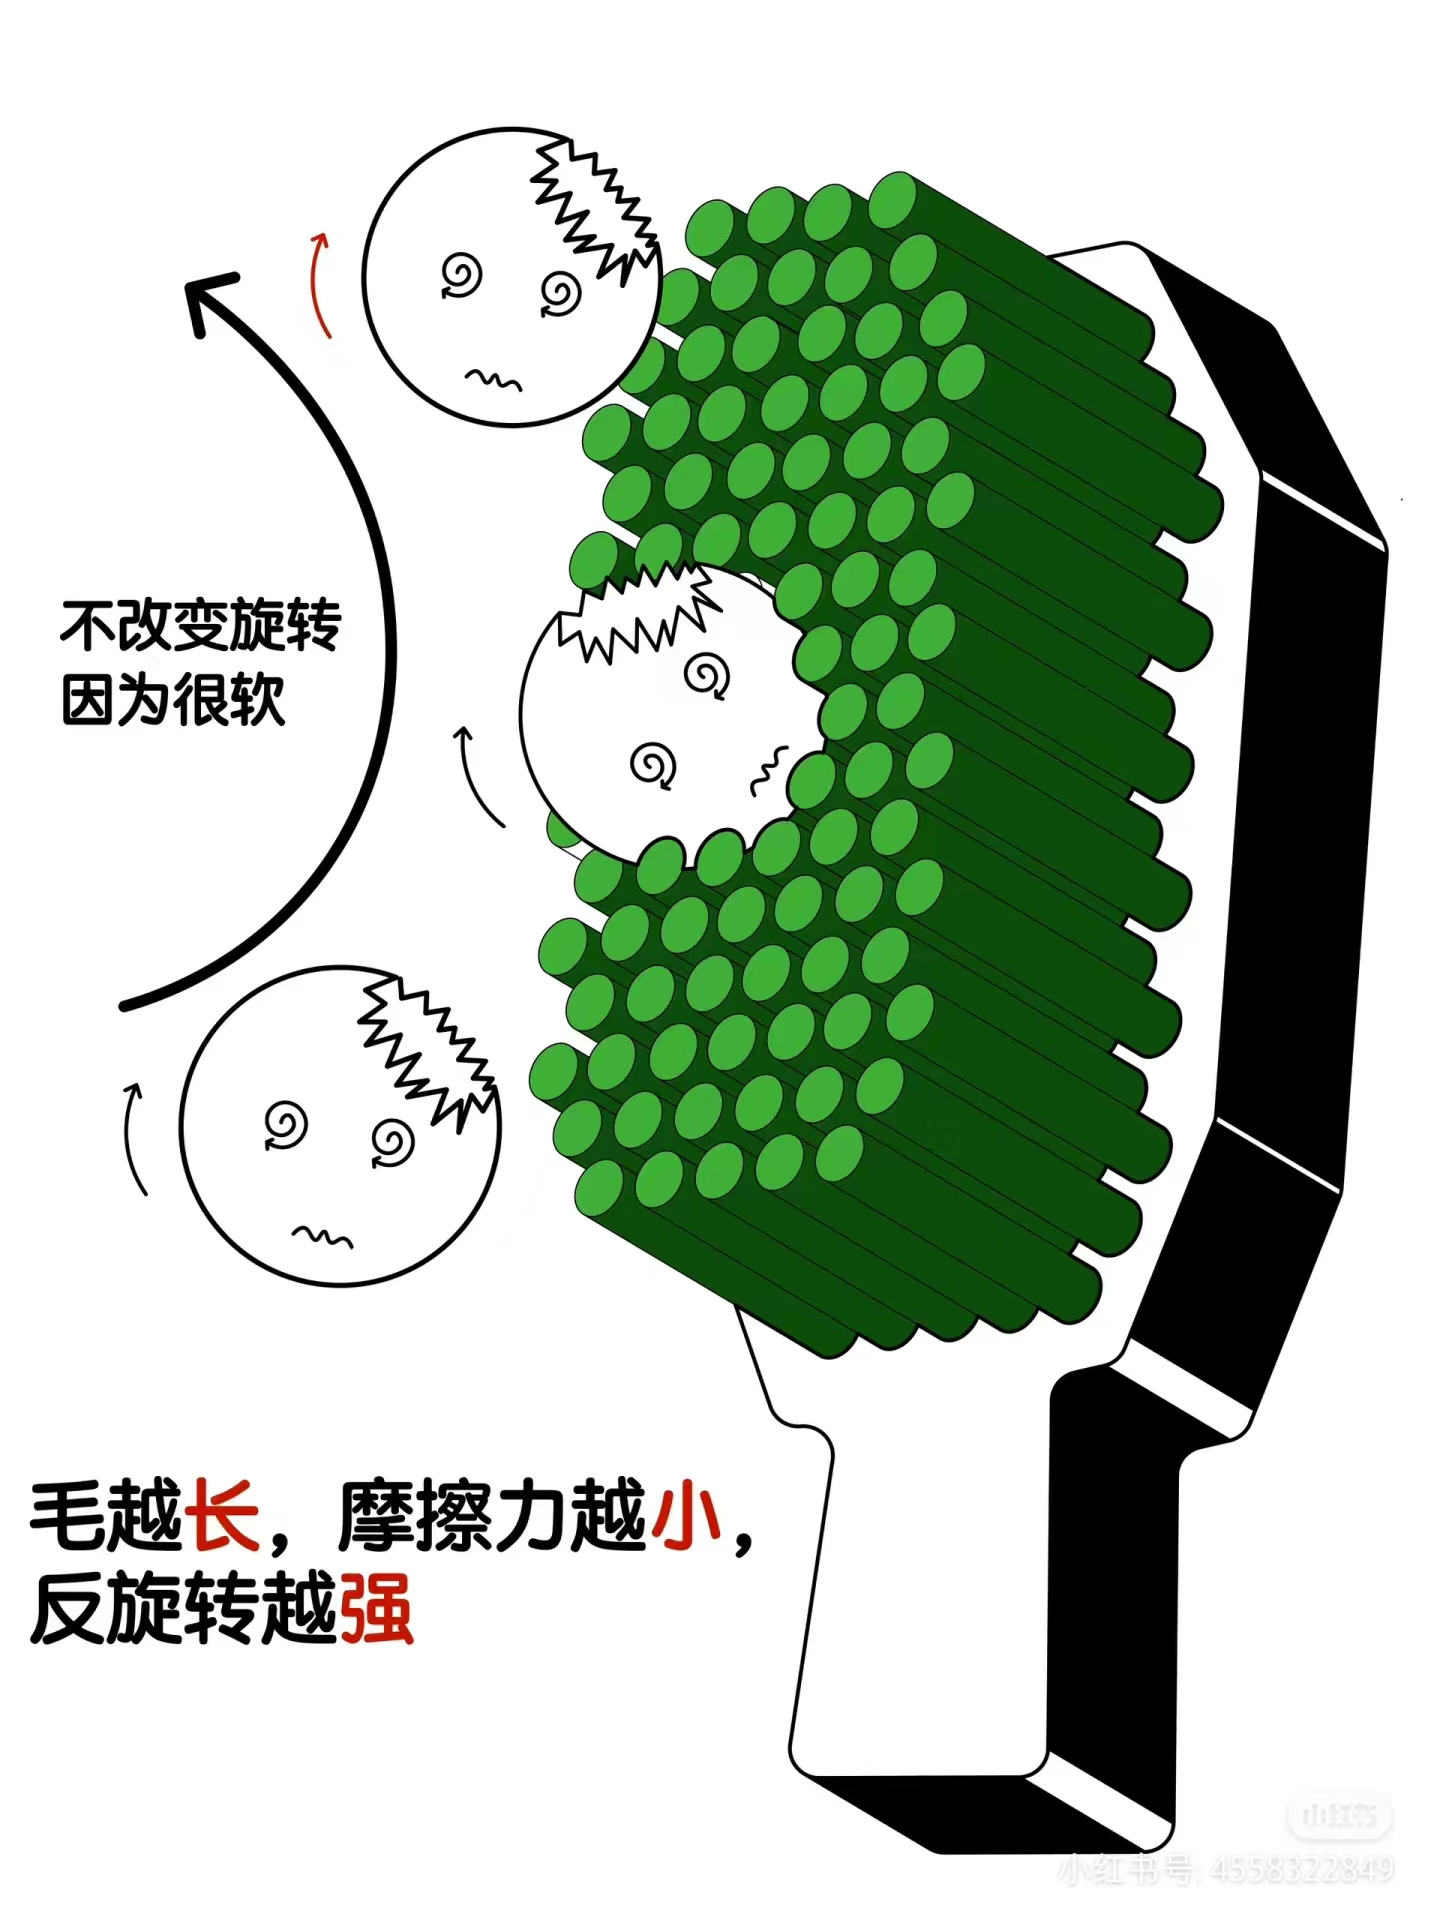 不改变旋转
因为很软
毛越长，摩擦力越小，
反旋转越强
小红书
小红书号: 4558322849